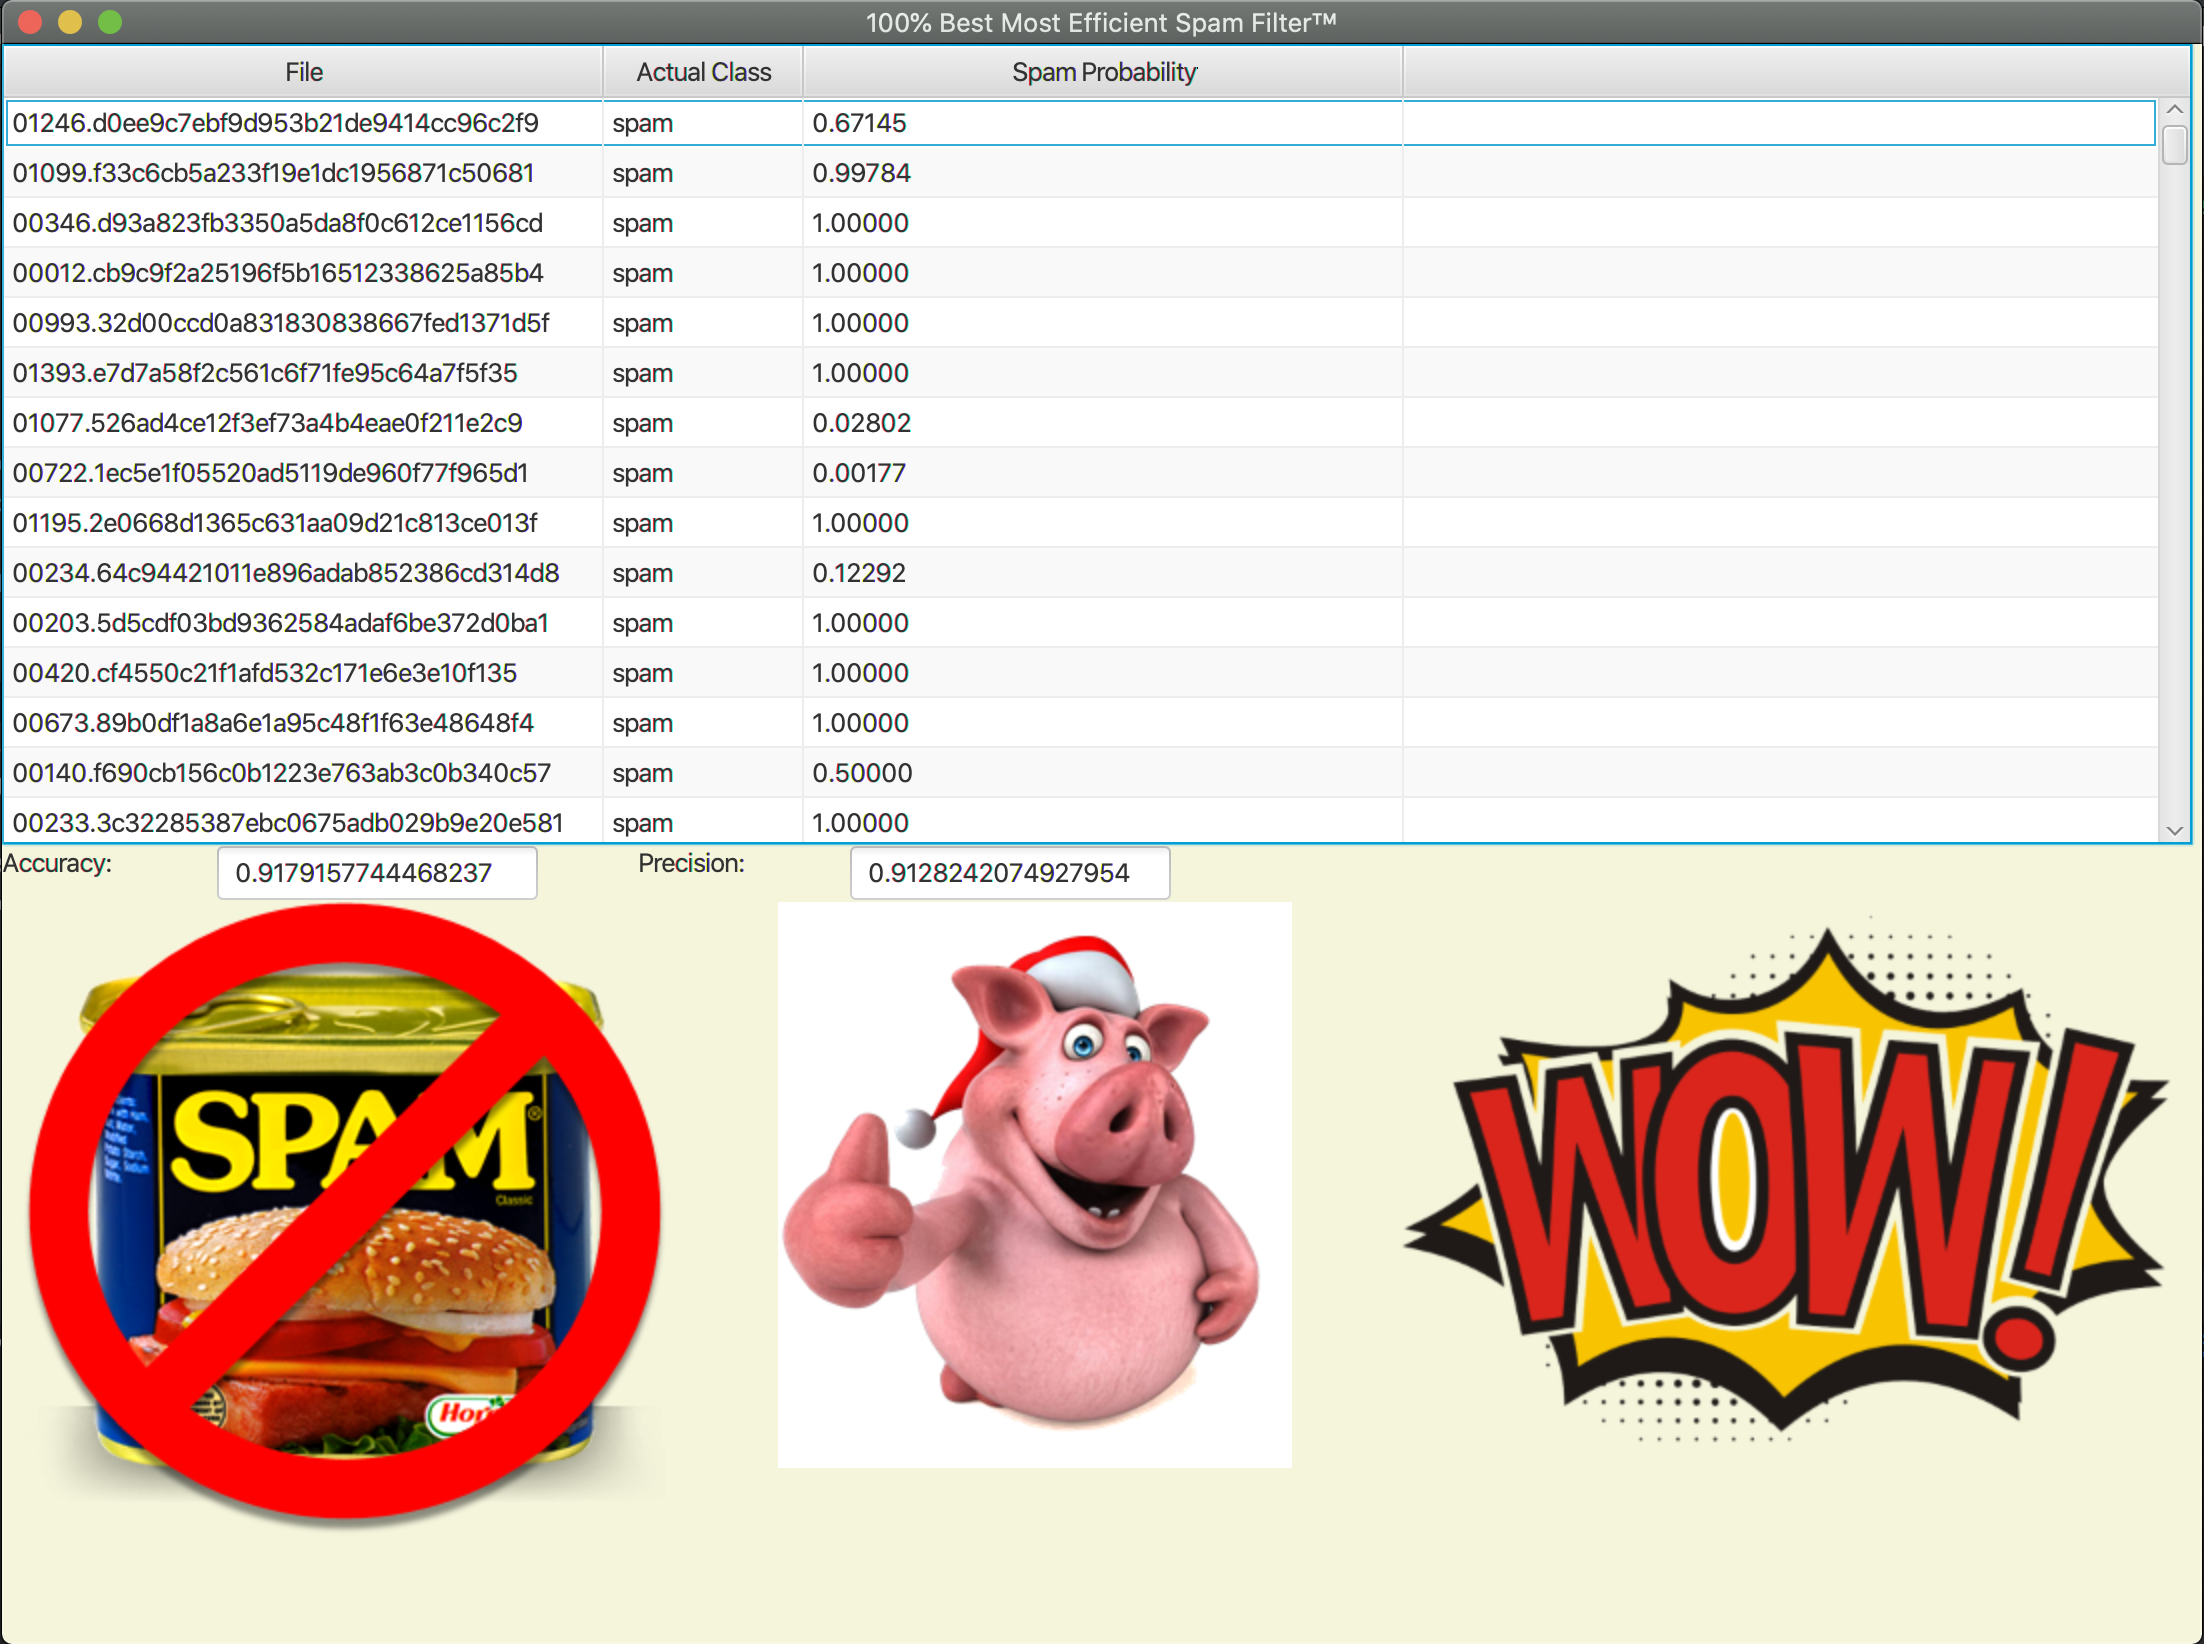 100% Best Most Efficient Spam Filter™
File Actual Class Spam Probability
01246.d0ee9c7ebf9d953b21de9414cc96c2f9 spam 0.67145
01099.f33c6cb5a233f19e1dc1956871c50681 spam 0.99784
00346.d93a823fb3350a5da8f0c612ce1156cd spam 1.00000
00012.cb9c9f2a25196f5b16512338625a85b4 spam 1.00000
00993.32d00ccd0a831830838667fed1371d5f spam 1.00000
01393.e7d7a58f2c561c6f71fe95c64a7f5f35 spam 1.00000
01077.526ad4ce12f3ef73a4b4eae0f211e2c9 spam 0.02802
00722.1ec5e1f05520ad5119de960f77f965d1 spam 0.00177
01195.2e0668d1365c631aa09d21c813ce013f spam 1.00000
00234.64c94421011e896adab852386cd314d8 spam 0.12292
00203.5d5cdf03bd9362584adaf6be372d0ba1 spam 1.00000
00420.cf4550c21f1afd532c171e6e3e10f135 spam 1.00000
00673.89b0df1a8a6e1a95c48f1f63e48648f4 spam 1.00000
00140.f690cb156c0b1223e763ab3c0b340c57 spam 0.50000
00233.3c32285387ebc0675adb029b9e20e581 spam 1.00000
Accuracy: 0.9179157744468237 Precision: 0.9128242074927954
SPAM®
Classic
Hor
WOW!